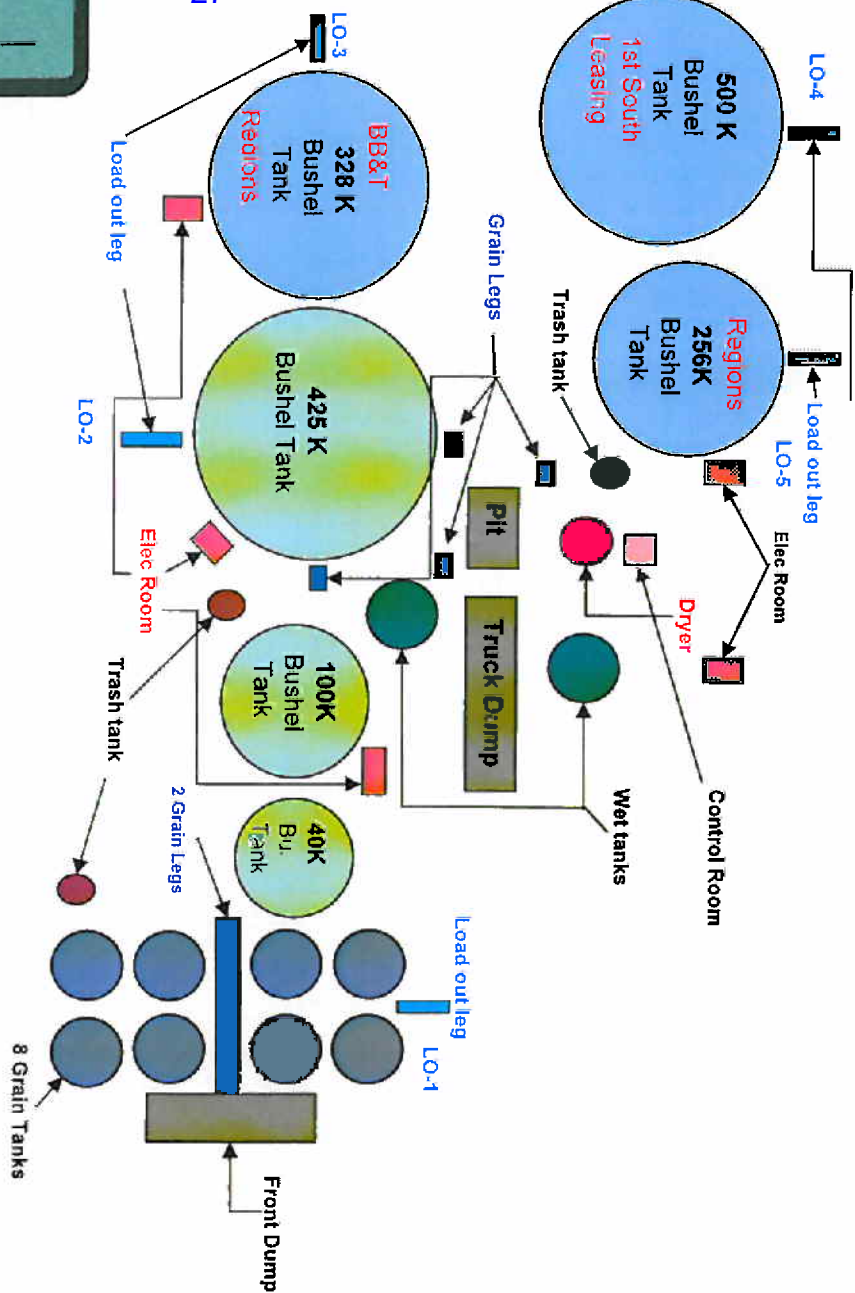 LO-4
500 K
Bushel
Tank
1st South
Leasing
Load out leg
LO-5
Regions
256K
Bushel
Tank
Elec Room
Control Room
Dryer
Trash tank
Wet tanks
Grain Legs
Pit
Truck Dump
LO-3
BB&T
328 K
Bushel
Tank
Regions
425 K
Bushel Tank
100K
Bushel
Tank
40K
Bu.
Tank
Load out leg
LO-1
Front Dump
Load out leg
LO-2
Elec Room
Trash tank
2 Grain Legs
8 Grain Tanks